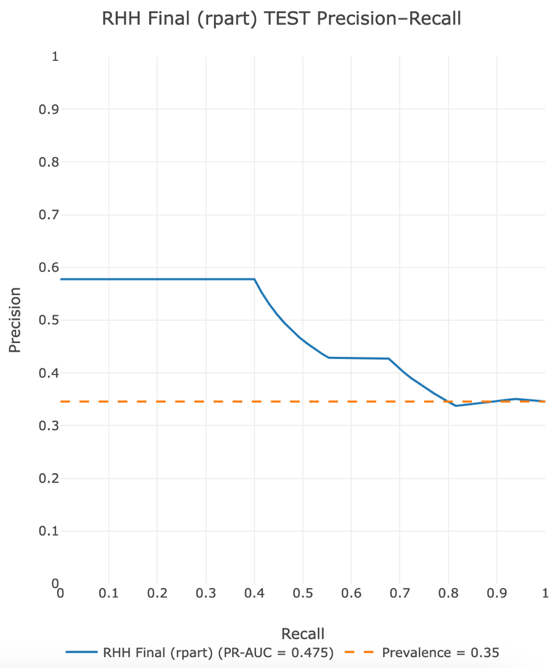 RHH Final (rpart) TEST Precision–Recall
1
0.9
0.8
0.7
0.6
0.5
0.4
0.3
0.2
0.1
0
Precision
0 0.1 0.2 0.3 0.4 0.5 0.6 0.7 0.8 0.9 1
Recall
RHH Final (rpart) (PR-AUC = 0.475) Prevalence = 0.35